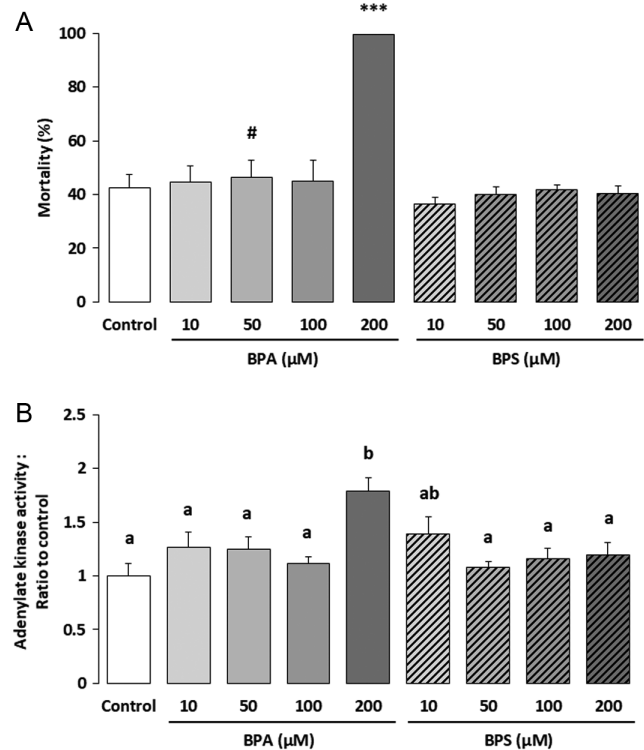 A
***
100
80
#
60
40
20
0
Mortality (%)
Control 10 50 100 200 10 50 100 200
BPA (µM) BPS (µM)
B
2.5
2
1.5
1
0.5
0
Adenylate kinase activity :
Ratio to control
a a a a b ab a a a
Control 10 50 100 200 10 50 100 200
BPA (µM) BPS (µM)